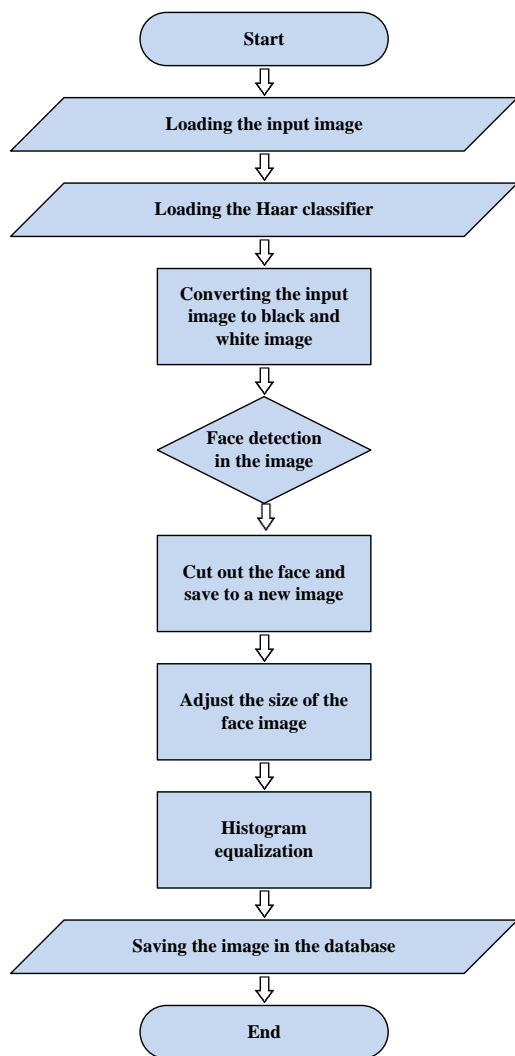 Start
Loading the input image
Loading the Haar classifier
Converting the input
image to black and
white image
Face detection
in the image
Cut out the face and
save to a new image
Adjust the size of the
face image
Histogram
equalization
Saving the image in the database
End